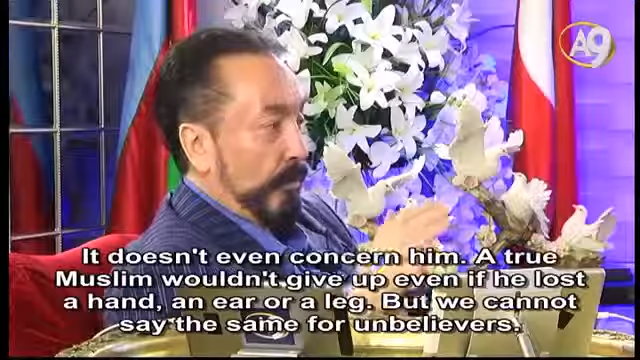 A9
It doesn't even concern him. A true
Muslim wouldn't give up even if he lost
a hand, an ear or a leg. But we cannot
say the same for unbelievers.